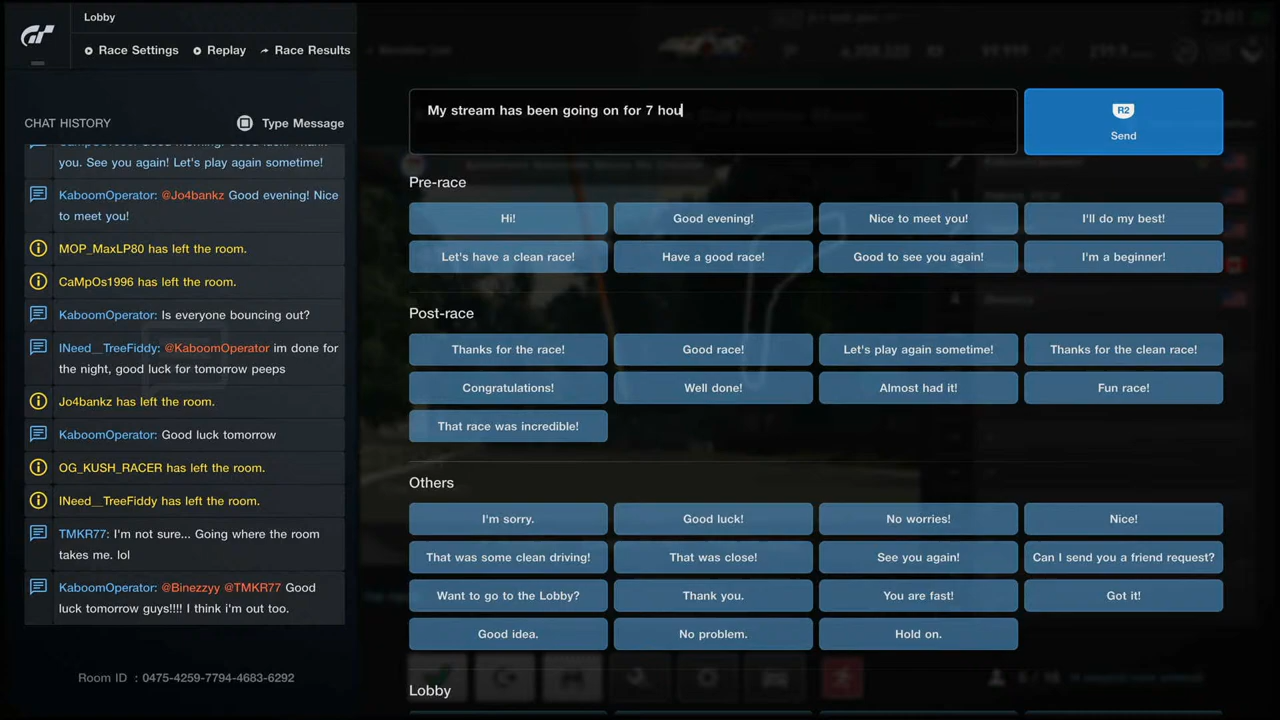 Lobby
Race Settings Replay Race Results
CHAT HISTORY Type Message
you. See you again! Let's play again sometime!
KaboomOperator: @Jo4bankz Good evening! Nice
to meet you!
MOP_MaxLP80 has left the room.
CaMpOs1996 has left the room.
KaboomOperator: Is everyone bouncing out?
INeed__TreeFiddy: @KaboomOperator im done for
the night, good luck for tomorrow peeps
Jo4bankz has left the room.
KaboomOperator: Good luck tomorrow
OG_KUSH_RACER has left the room.
INeed__TreeFiddy has left the room.
TMKR77: I'm not sure... Going where the room
takes me. lol
KaboomOperator: @Binezzyy @TMKR77 Good
luck tomorrow guys!!!! I think i'm out too.
Room ID : 0475-4259-7794-4683-6292
My stream has been going on for 7 hou
R2
Send
Pre-race
Hi! Good evening! Nice to meet you! I'll do my best!
Let's have a clean race! Have a good race! Good to see you again! I'm a beginner!
Post-race
Thanks for the race! Good race! Let's play again sometime! Thanks for the clean race!
Congratulations! Well done! Almost had it! Fun race!
That race was incredible!
Others
I'm sorry. Good luck! No worries! Nice!
That was some clean driving! That was close! See you again! Can I send you a friend request?
Want to go to the Lobby? Thank you. You are fast! Got it!
Good idea. No problem. Hold on.
Lobby